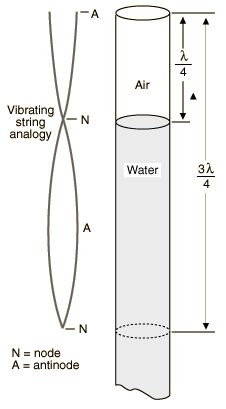 A
λ
4
Air
Vibrating
string
analogy
N
Water
3λ
4
A
N
N = node
A = antinode